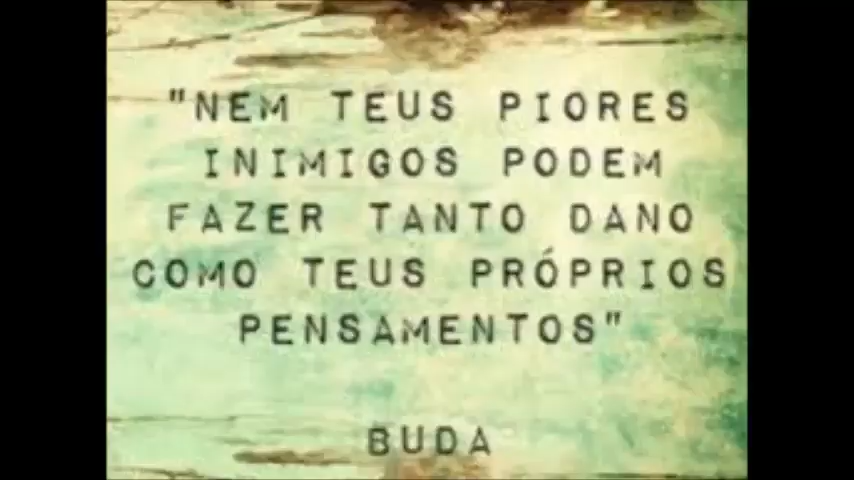 "NEM TEUS PIORES
INIMIGOS PODEM
FAZER TANTO DANO
COMO TEUS PRÓPRIOS
PENSAMENTOS"
BUDA